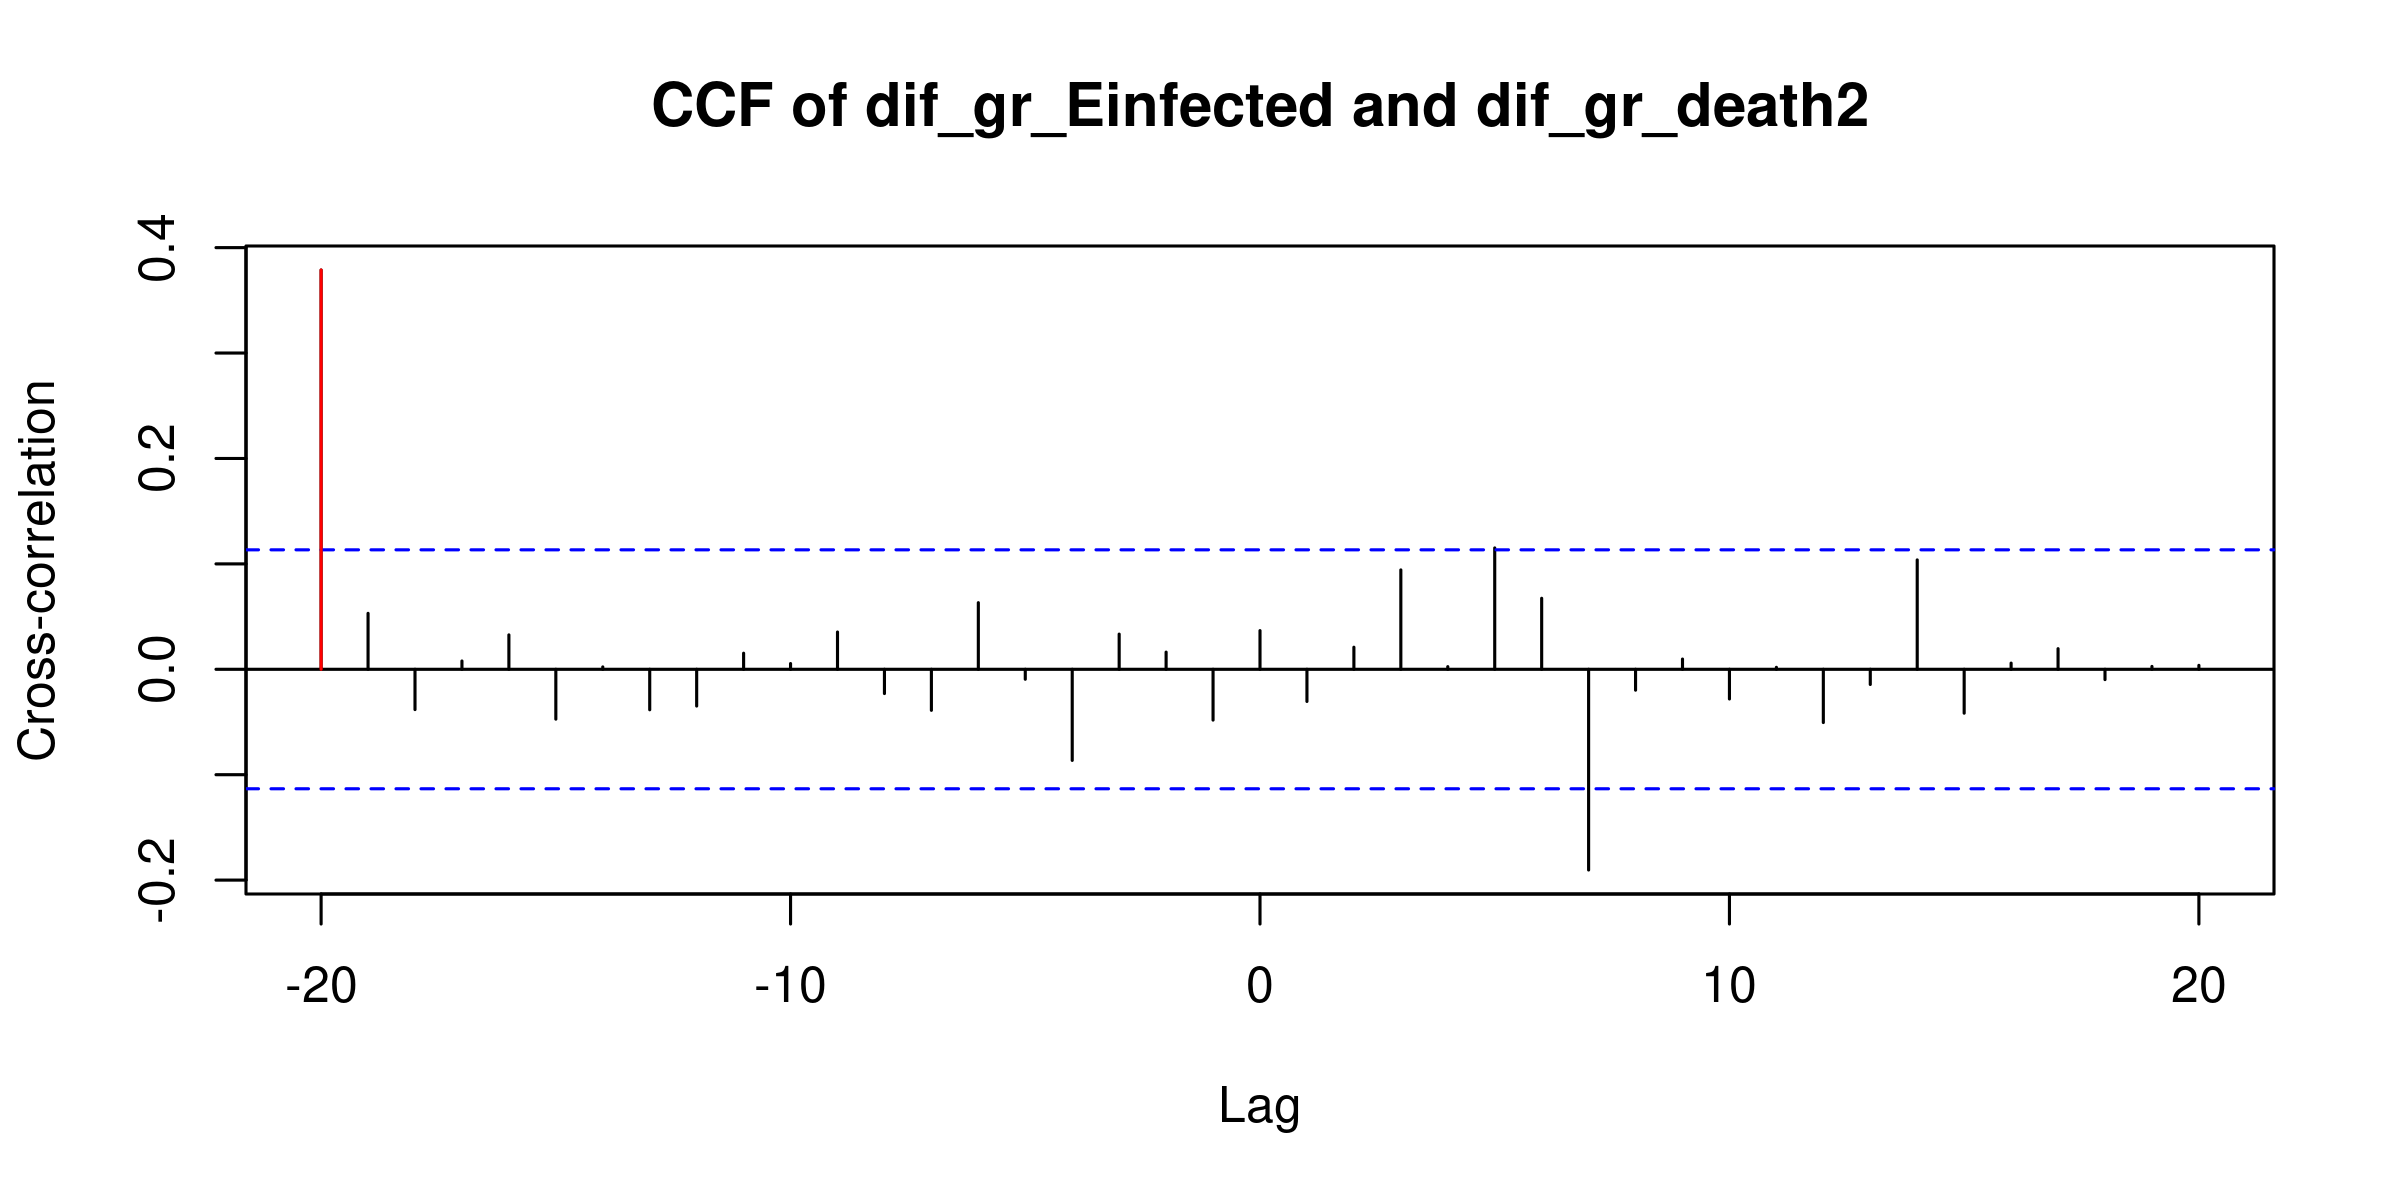 CCF of dif_gr_Einfected and dif_gr_death2
Cross-correlation
0.4
0.2
0.0
-0.2
-20 -10 0 10 20
Lag